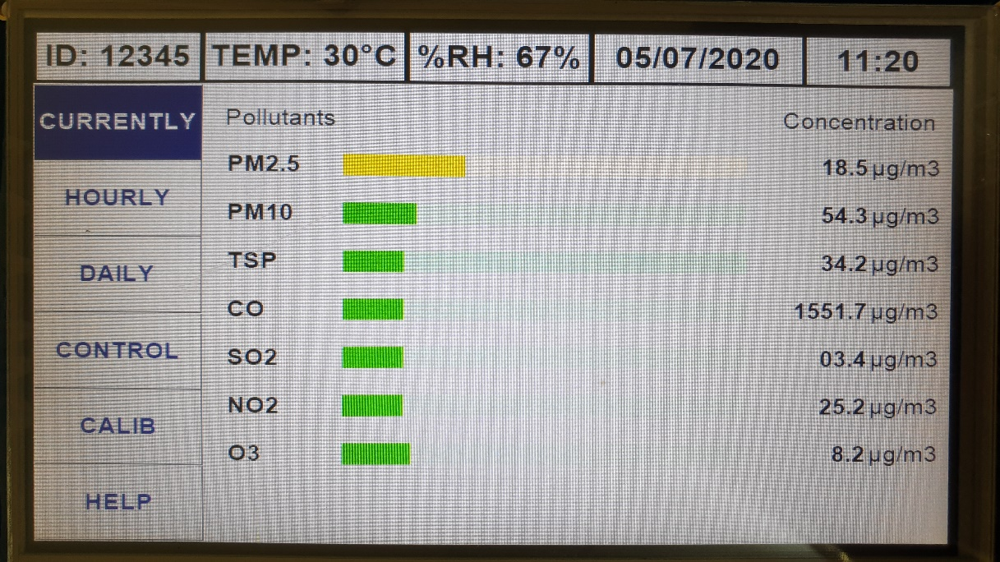 ID: 12345 TEMP: 30°C %RH: 67% 05/07/2020 11:20
CURRENTLY
HOURLY
DAILY
CONTROL
CALIB
HELP
Pollutants Concentration
PM2.5 18.5 µg/m3
PM10 54.3 µg/m3
TSP 34.2 µg/m3
CO 1551.7 µg/m3
SO2 03.4 µg/m3
NO2 25.2 µg/m3
O3 8.2 µg/m3